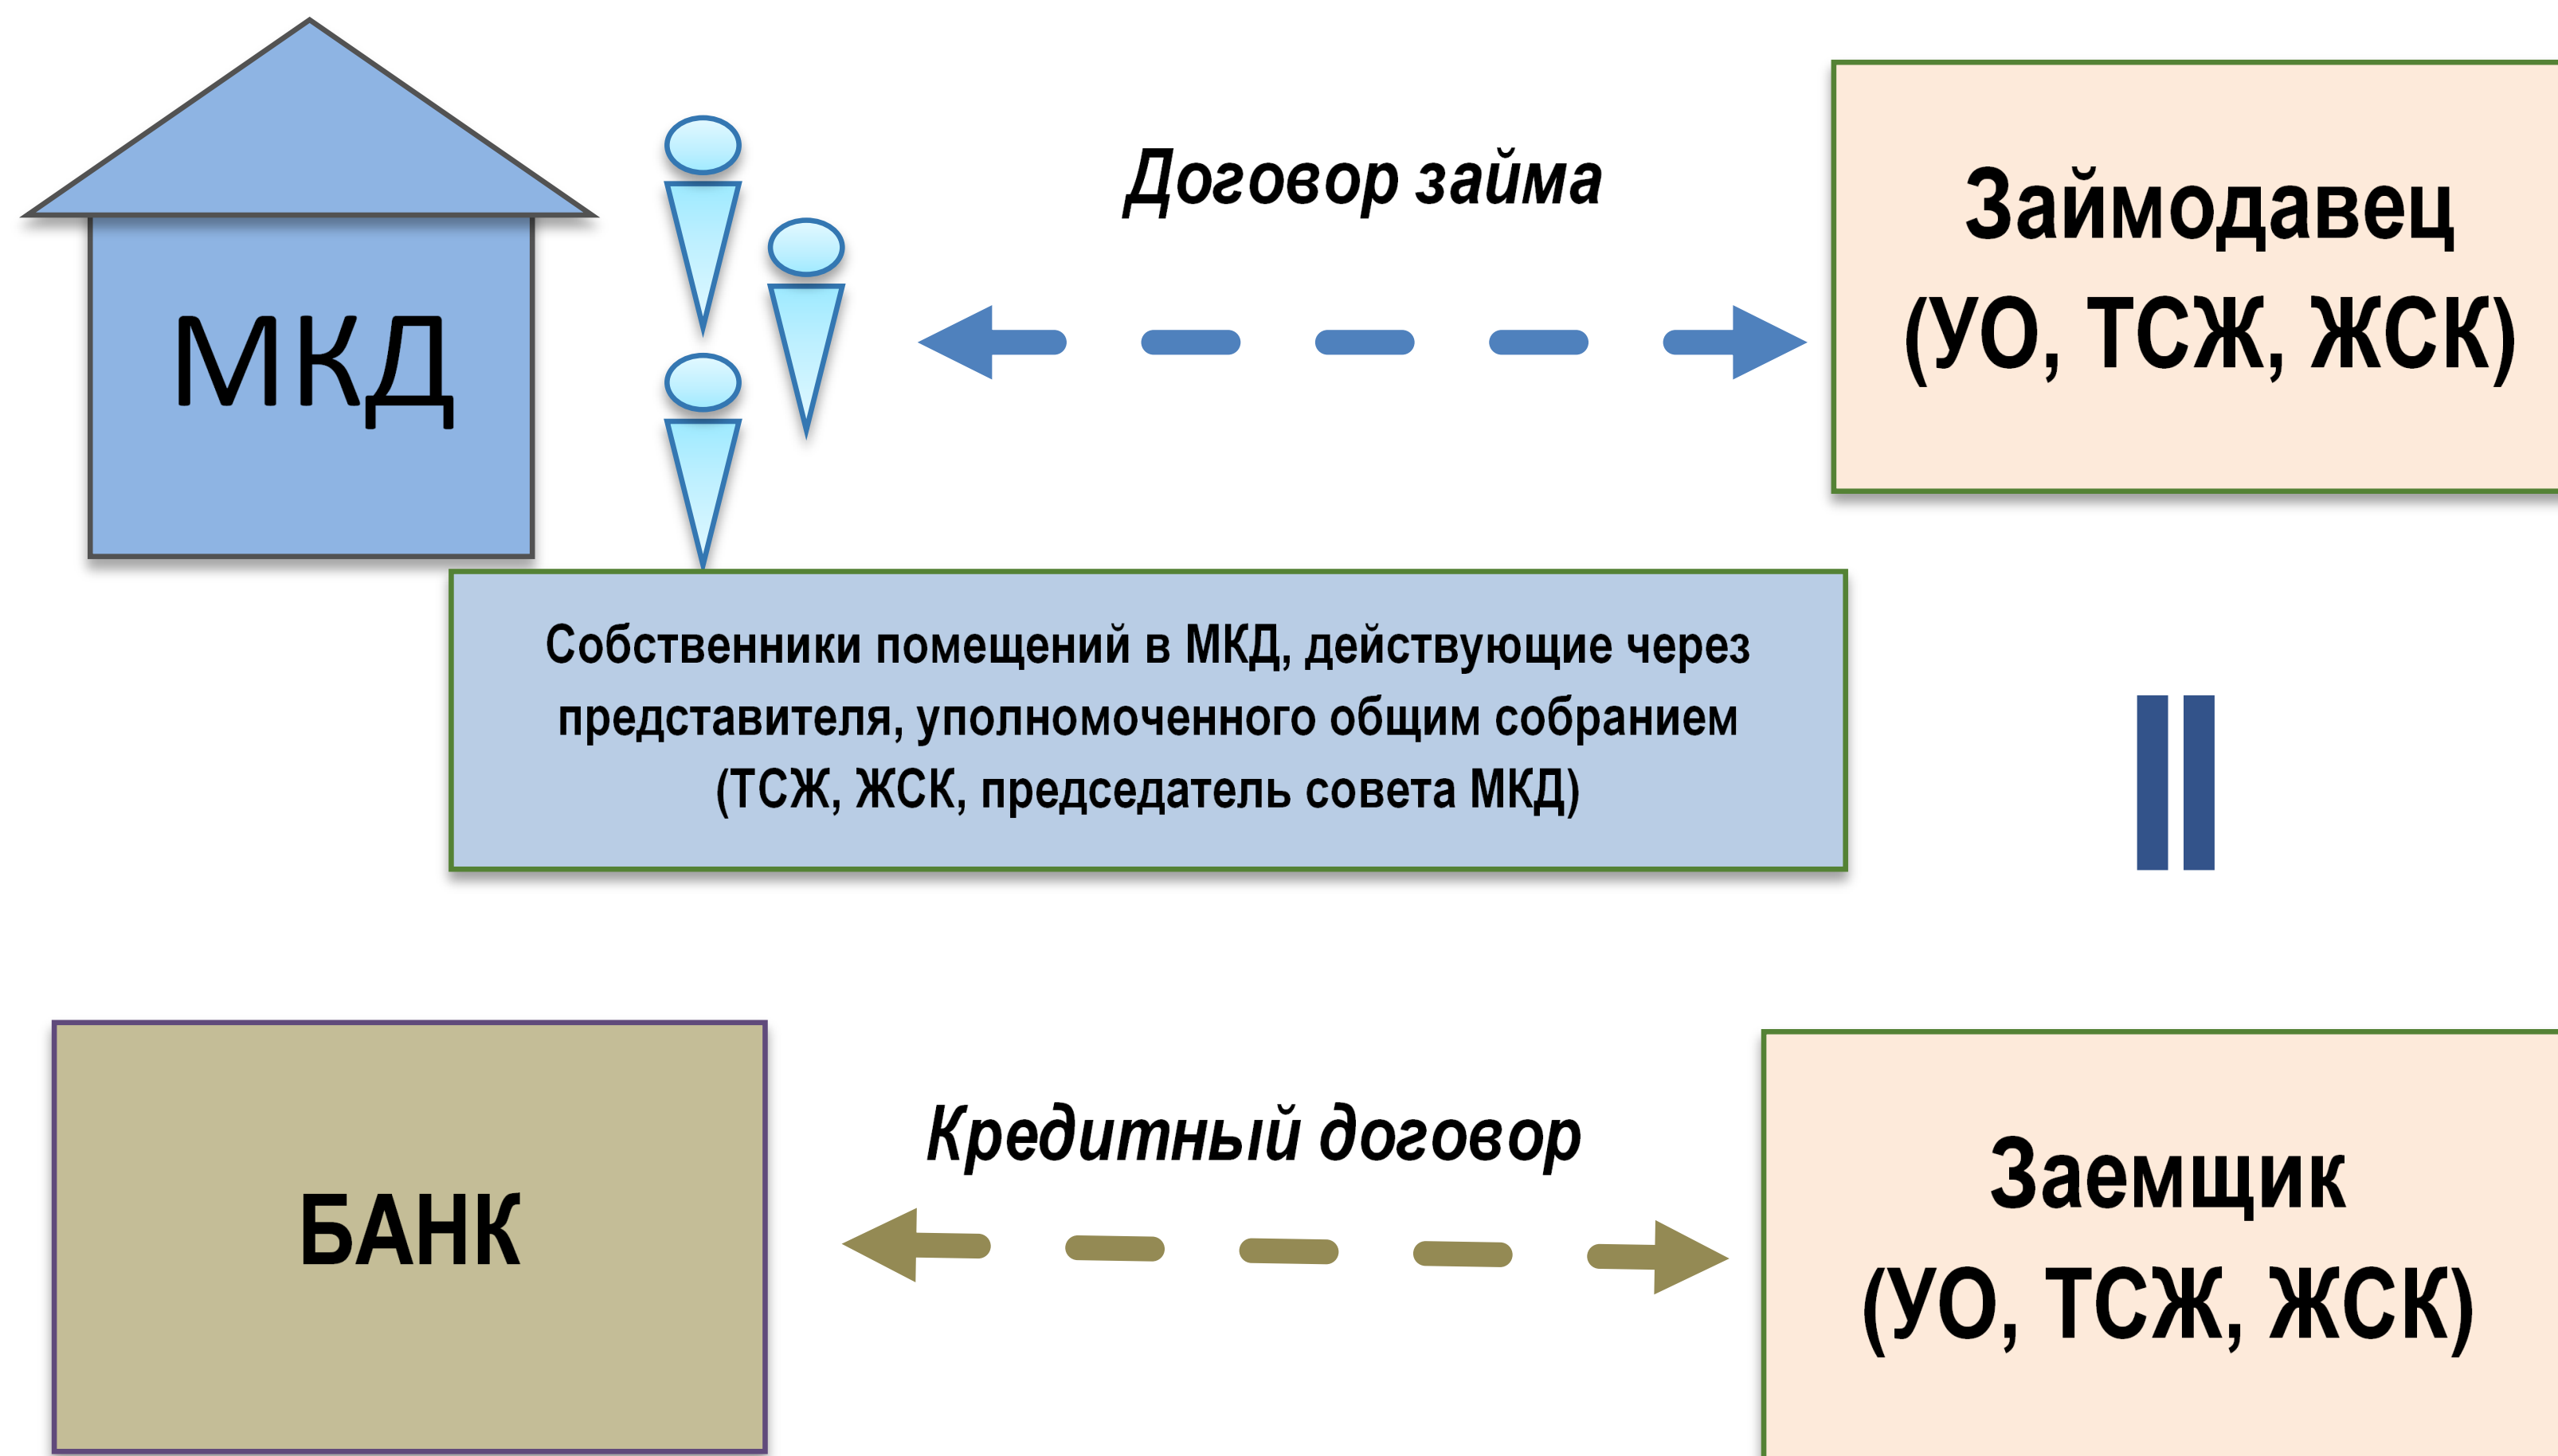 МКД
Договор займа
Займодавец
(УО, ТСЖ, ЖСК)
Собственники помещений в МКД, действующие через
представителя, уполномоченного общим собранием
(ТСЖ, ЖСК, председатель совета МКД)
БАНК
Кредитный договор
Заемщик
(УО, ТСЖ, ЖСК)